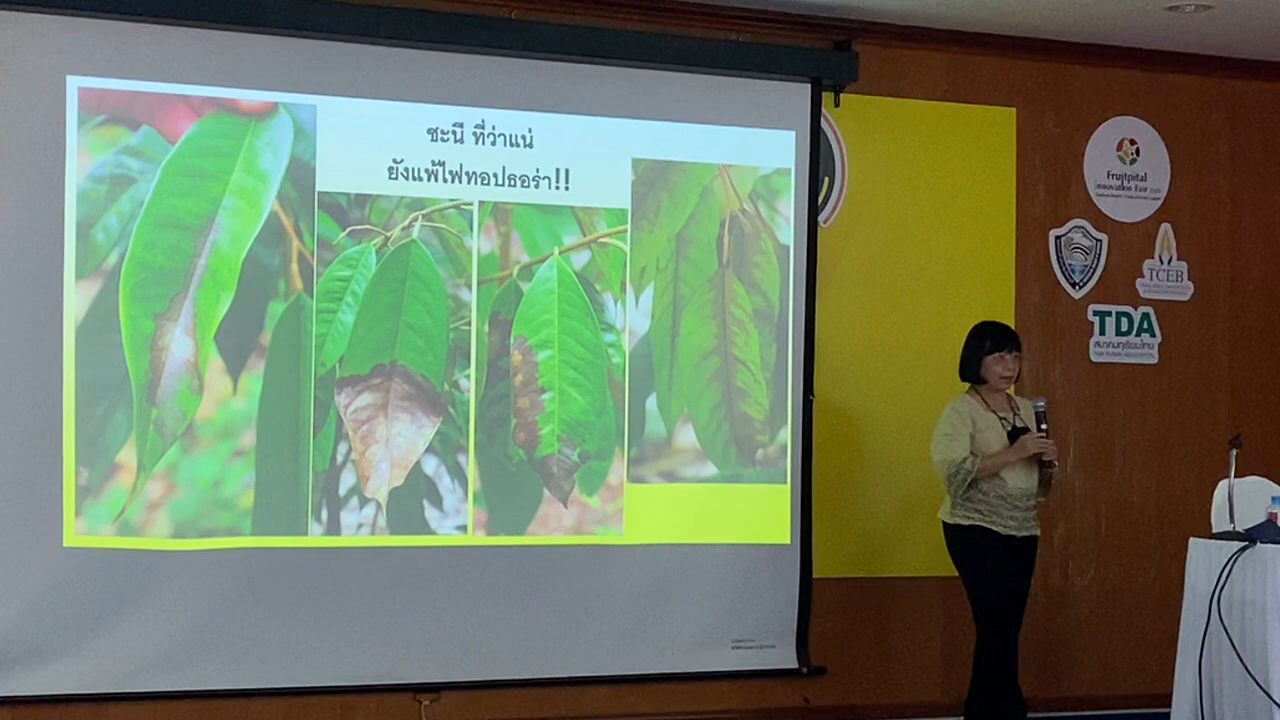 ชะนี ที่ว่าแน่
ยังแพ้ไฟทอปธอร่า!!
Fruitpital
Innovation Fair
TCEB
TDA
สมาคมทุเรียนไทย
THAI DURIAN ASSOCIATION